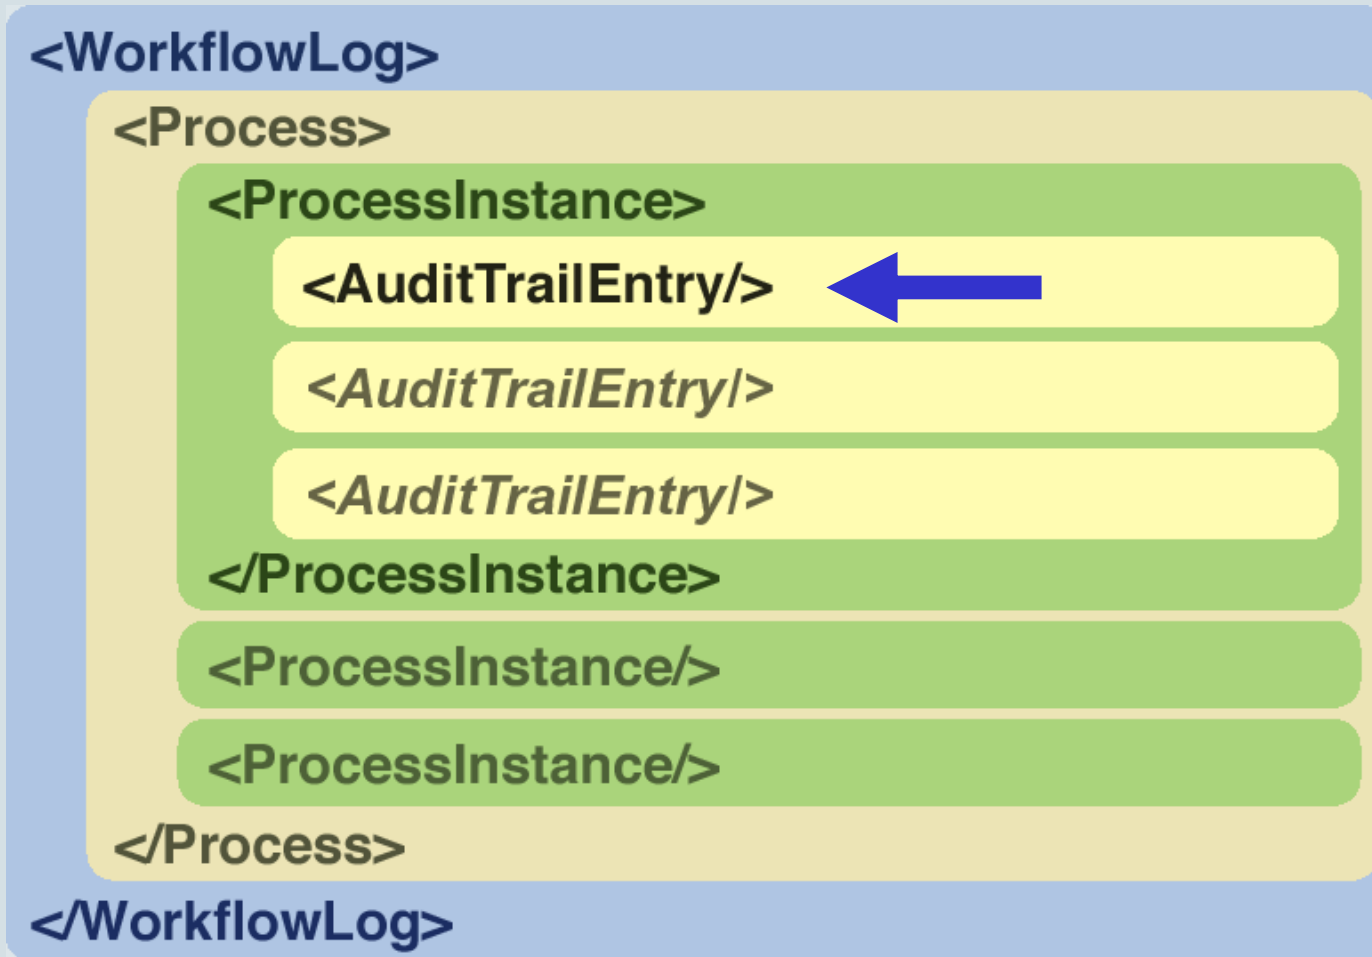 <WorkflowLog>
<Process>
<ProcessInstance>
<AuditTrailEntry/>
<AuditTrailEntry/>
<AuditTrailEntry/>
</ProcessInstance>
<ProcessInstance/>
<ProcessInstance/>
</Process>
</WorkflowLog>